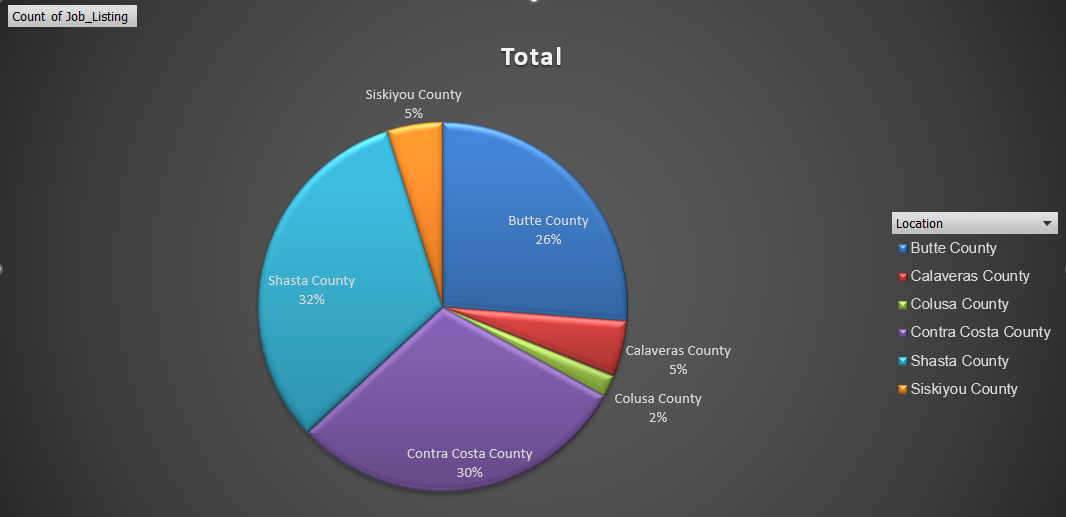 Count of Job_Listing
Total
Siskiyou County
5%
Butte County
26%
Shasta County
32%
Calaveras County
5%
Colusa County
2%
Contra Costa County
30%
Location
Butte County
Calaveras County
Colusa County
Contra Costa County
Shasta County
Siskiyou County